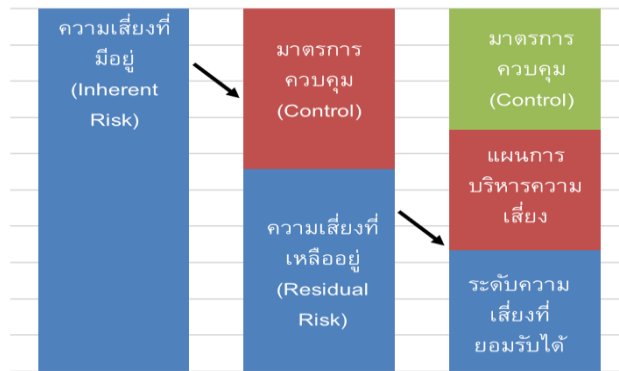 ความเสี่ยงที่
มีอยู่
(Inherent
Risk)
มาตรการ
ควบคุม
(Control)
ความเสี่ยงที่
เหลืออยู่
(Residual
Risk)
มาตรการ
ควบคุม
(Control)
แผนการ
บริหารความ
เสี่ยง
ระดับความ
เสี่ยงที่
ยอมรับได้